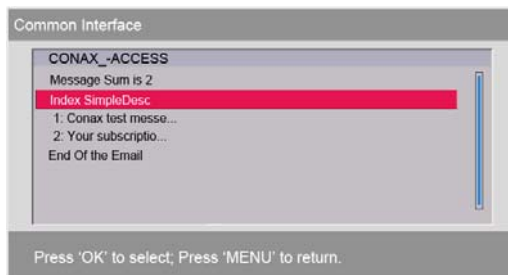 Common Interface
CONAX_-ACCESS
Message Sum is 2
Index SimpleDesc
1: Conax test messe...
2: Your subscriptio...
End Of the Email
Press 'OK' to select; Press 'MENU' to return.